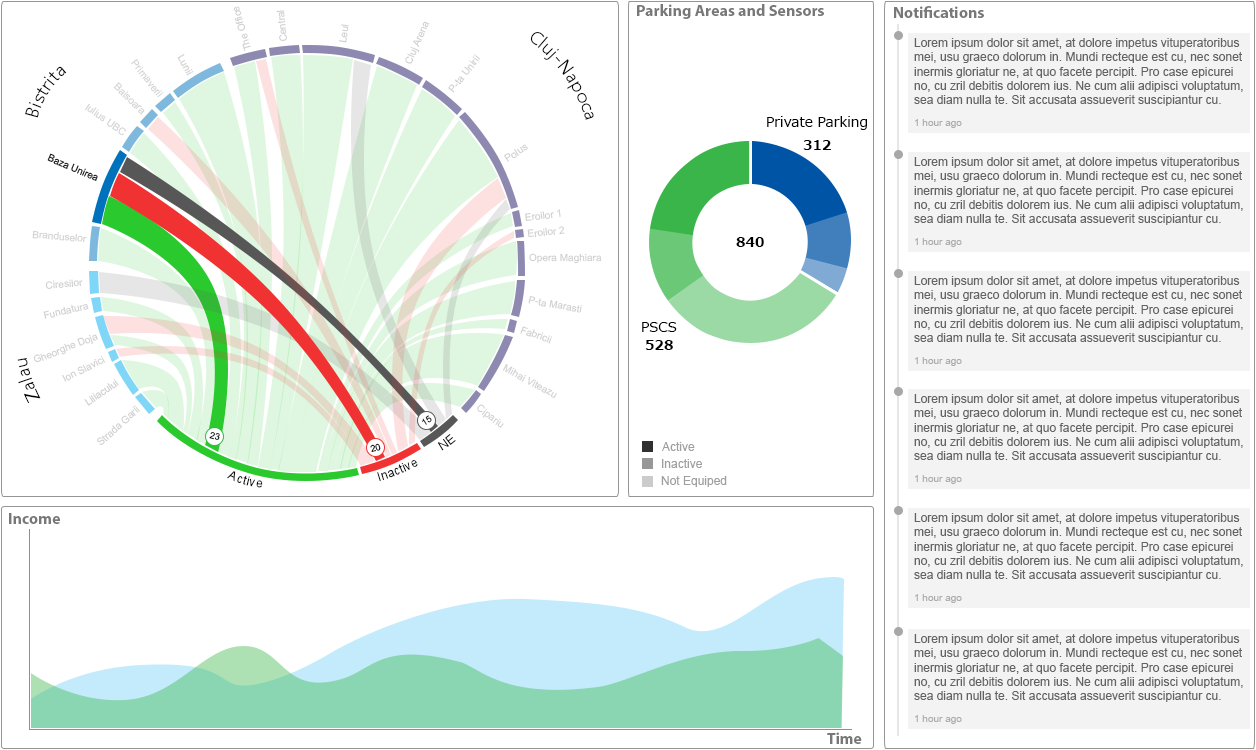 Bistrita
Cluj-Napoca
Zalau
The Office
Central
Leul
Cluj Arena
P-ta Unirii
Polus
Eroilor 1
Eroilor 2
Opera Maghiara
P-ta Marasti
Fabricii
Mihai Viteazu
Cipariu
Lunii
Primaverii
Baisoara
Iulius UBC
Baza Unirea
Branduselor
Ciresilor
Fundatura
Gheorghe Doja
Ion Slavici
Liliacului
Strada Garii
23
20
15
Active
Inactive
NE
Parking Areas and Sensors
Private Parking
312
840
PSCS
528
Active
Inactive
Not Equiped
Income
Time
Notifications
Lorem ipsum dolor sit amet, at dolore impetus vituperatoribus
mei, usu graeco dolorum in. Mundi recteque est cu, nec sonet
inermis gloriatur ne, at quo facete percipit. Pro case epicurei
no, cu zril debitis dolorem ius. Ne cum alii adipisci voluptatum,
sea diam nulla te. Sit accusata assueverit suscipiantur cu.
1 hour ago
Lorem ipsum dolor sit amet, at dolore impetus vituperatoribus
mei, usu graeco dolorum in. Mundi recteque est cu, nec sonet
inermis gloriatur ne, at quo facete percipit. Pro case epicurei
no, cu zril debitis dolorem ius. Ne cum alii adipisci voluptatum,
sea diam nulla te. Sit accusata assueverit suscipiantur cu.
1 hour ago
Lorem ipsum dolor sit amet, at dolore impetus vituperatoribus
mei, usu graeco dolorum in. Mundi recteque est cu, nec sonet
inermis gloriatur ne, at quo facete percipit. Pro case epicurei
no, cu zril debitis dolorem ius. Ne cum alii adipisci voluptatum,
sea diam nulla te. Sit accusata assueverit suscipiantur cu.
1 hour ago
Lorem ipsum dolor sit amet, at dolore impetus vituperatoribus
mei, usu graeco dolorum in. Mundi recteque est cu, nec sonet
inermis gloriatur ne, at quo facete percipit. Pro case epicurei
no, cu zril debitis dolorem ius. Ne cum alii adipisci voluptatum,
sea diam nulla te. Sit accusata assueverit suscipiantur cu.
1 hour ago
Lorem ipsum dolor sit amet, at dolore impetus vituperatoribus
mei, usu graeco dolorum in. Mundi recteque est cu, nec sonet
inermis gloriatur ne, at quo facete percipit. Pro case epicurei
no, cu zril debitis dolorem ius. Ne cum alii adipisci voluptatum,
sea diam nulla te. Sit accusata assueverit suscipiantur cu.
1 hour ago
Lorem ipsum dolor sit amet, at dolore impetus vituperatoribus
mei, usu graeco dolorum in. Mundi recteque est cu, nec sonet
inermis gloriatur ne, at quo facete percipit. Pro case epicurei
no, cu zril debitis dolorem ius. Ne cum alii adipisci voluptatum,
sea diam nulla te. Sit accusata assueverit suscipiantur cu.
1 hour ago